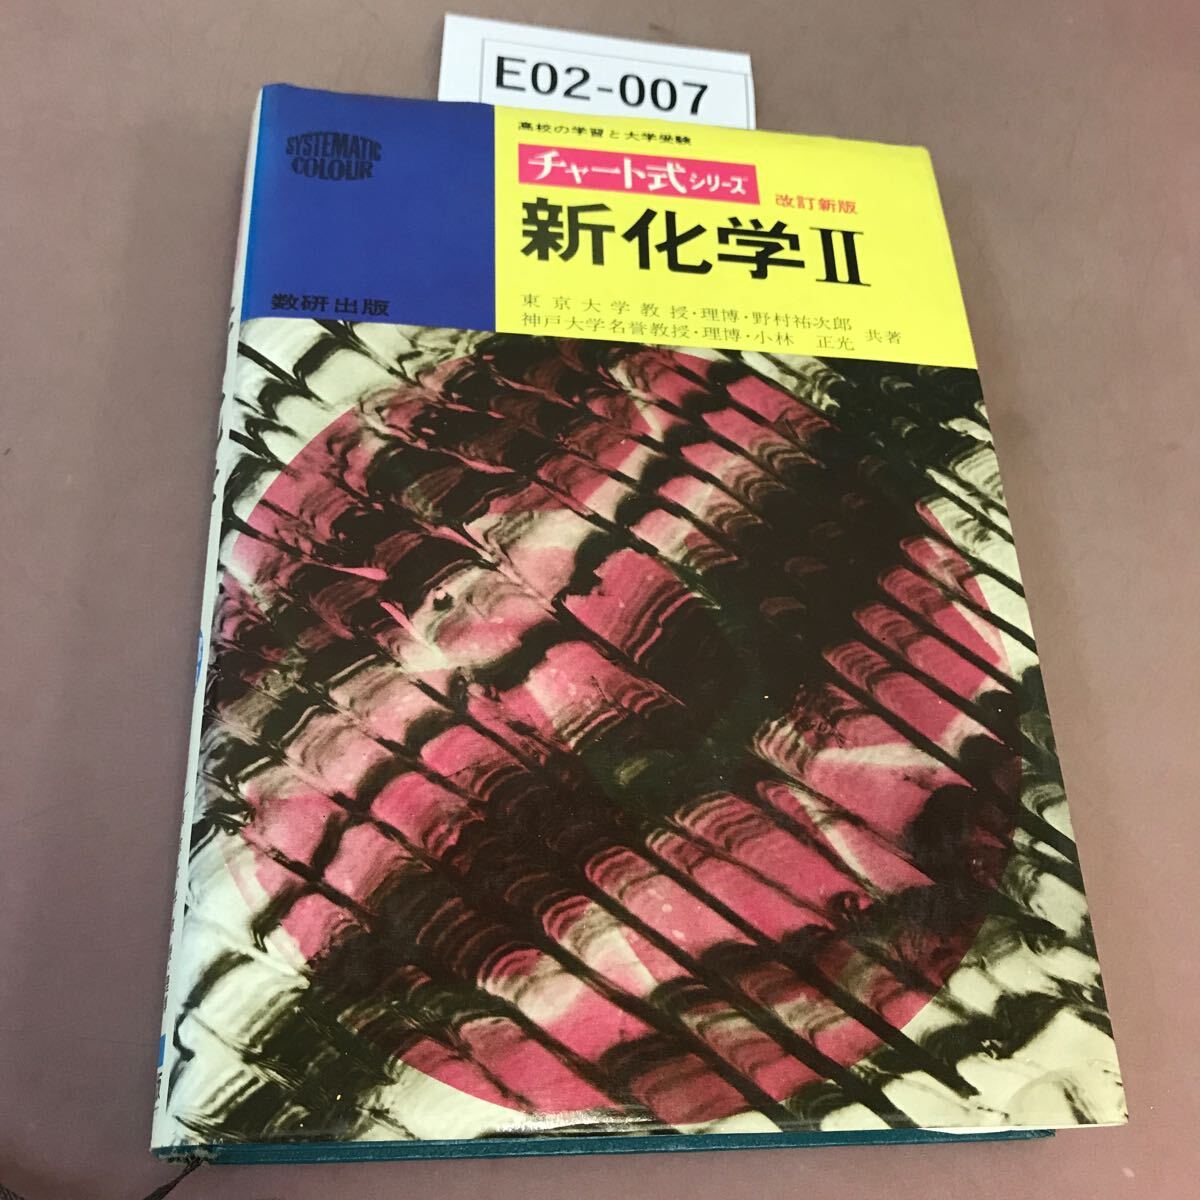 E02-007
高校の学習と大学受験
SYSTEMATIC
COLOUR
チャート式シリーズ
改訂新版
新化学II
数研出版
東京大学教授・理博・野村祐次郎
神戸大学名誉教授・理博・小林 正光 共著